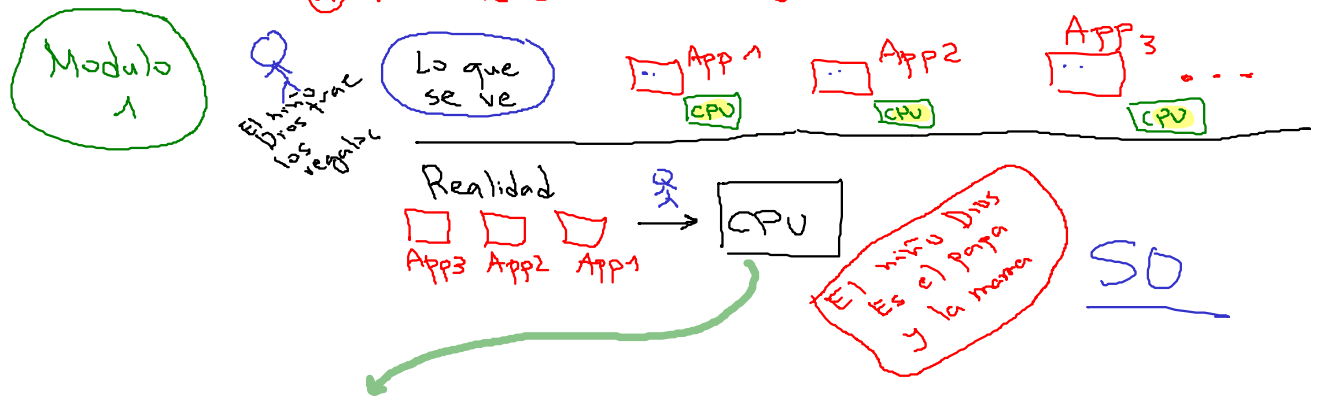 Modulo
1
El niño
Dios trae
los
regalos
Lo que
se ve
App 1
App2
App3
...
CPU
CPU
CPU
Realidad
App3 App2 App1
CPU
El niño Dios
Es el papa
y la mama
SO